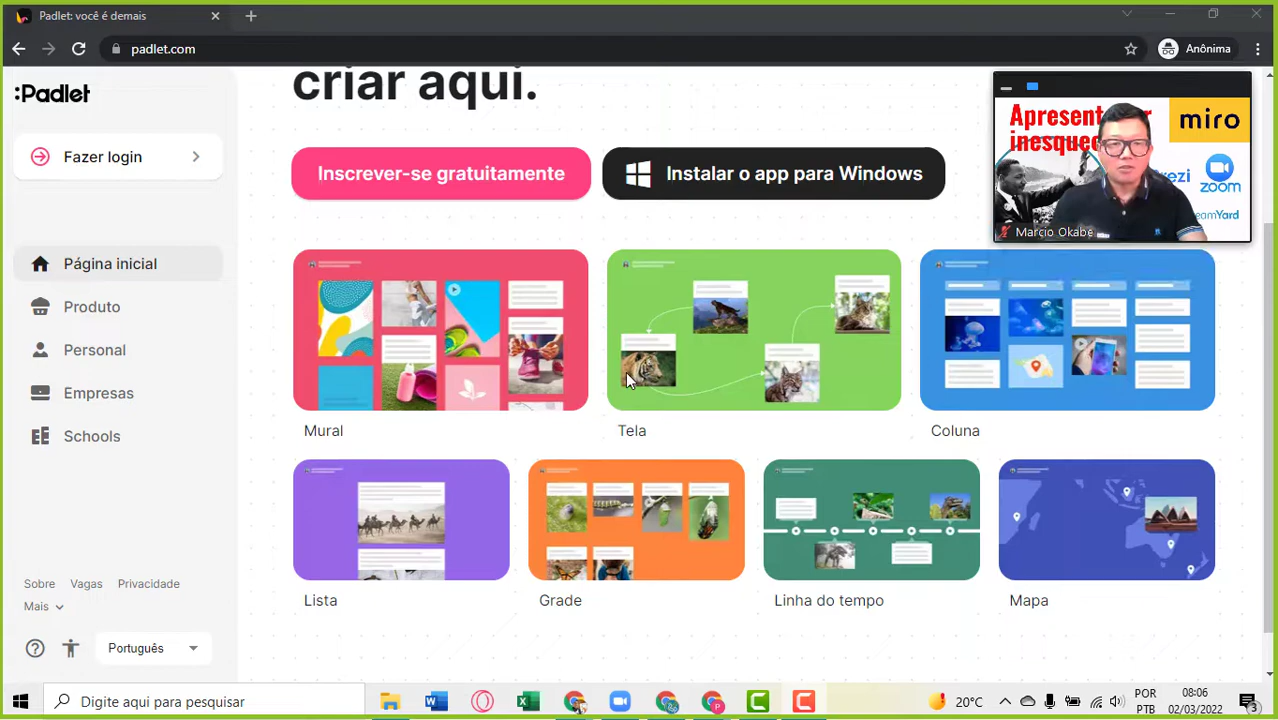 Padlet: você é demais
padlet.com
Anônima
:Padlet
Fazer login
Página inicial
Produto
Personal
Empresas
Schools
Sobre Vagas Privacidade
Mais
Português
criar aqui.
Inscrever-se gratuitamente
Instalar o app para Windows
Mural
Tela
Coluna
Lista
Grade
Linha do tempo
Mapa
miro
zoom
Marcio Okabe
Digite aqui para pesquisar
20°C
POR
PTB
08:06
02/03/2022
3